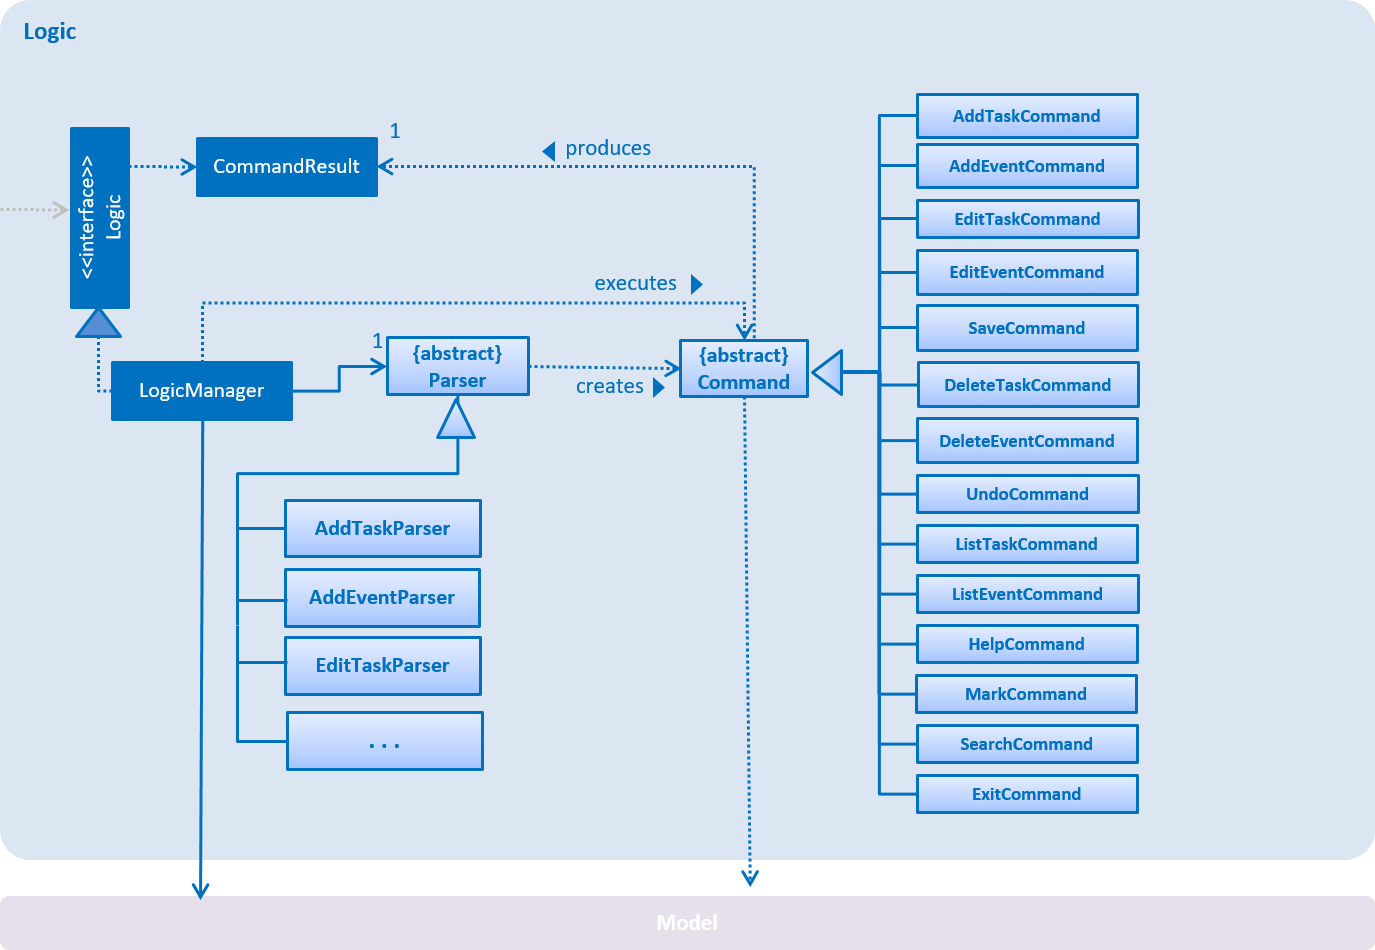 Logic
<<interface>>
Logic
CommandResult
1
produces
executes
LogicManager
1
{abstract}
Parser
creates
{abstract}
Command
AddTaskParser
AddEventParser
EditTaskParser
. . .
AddTaskCommand
AddEventCommand
EditTaskCommand
EditEventCommand
SaveCommand
DeleteTaskCommand
DeleteEventCommand
UndoCommand
ListTaskCommand
ListEventCommand
HelpCommand
MarkCommand
SearchCommand
ExitCommand
Model